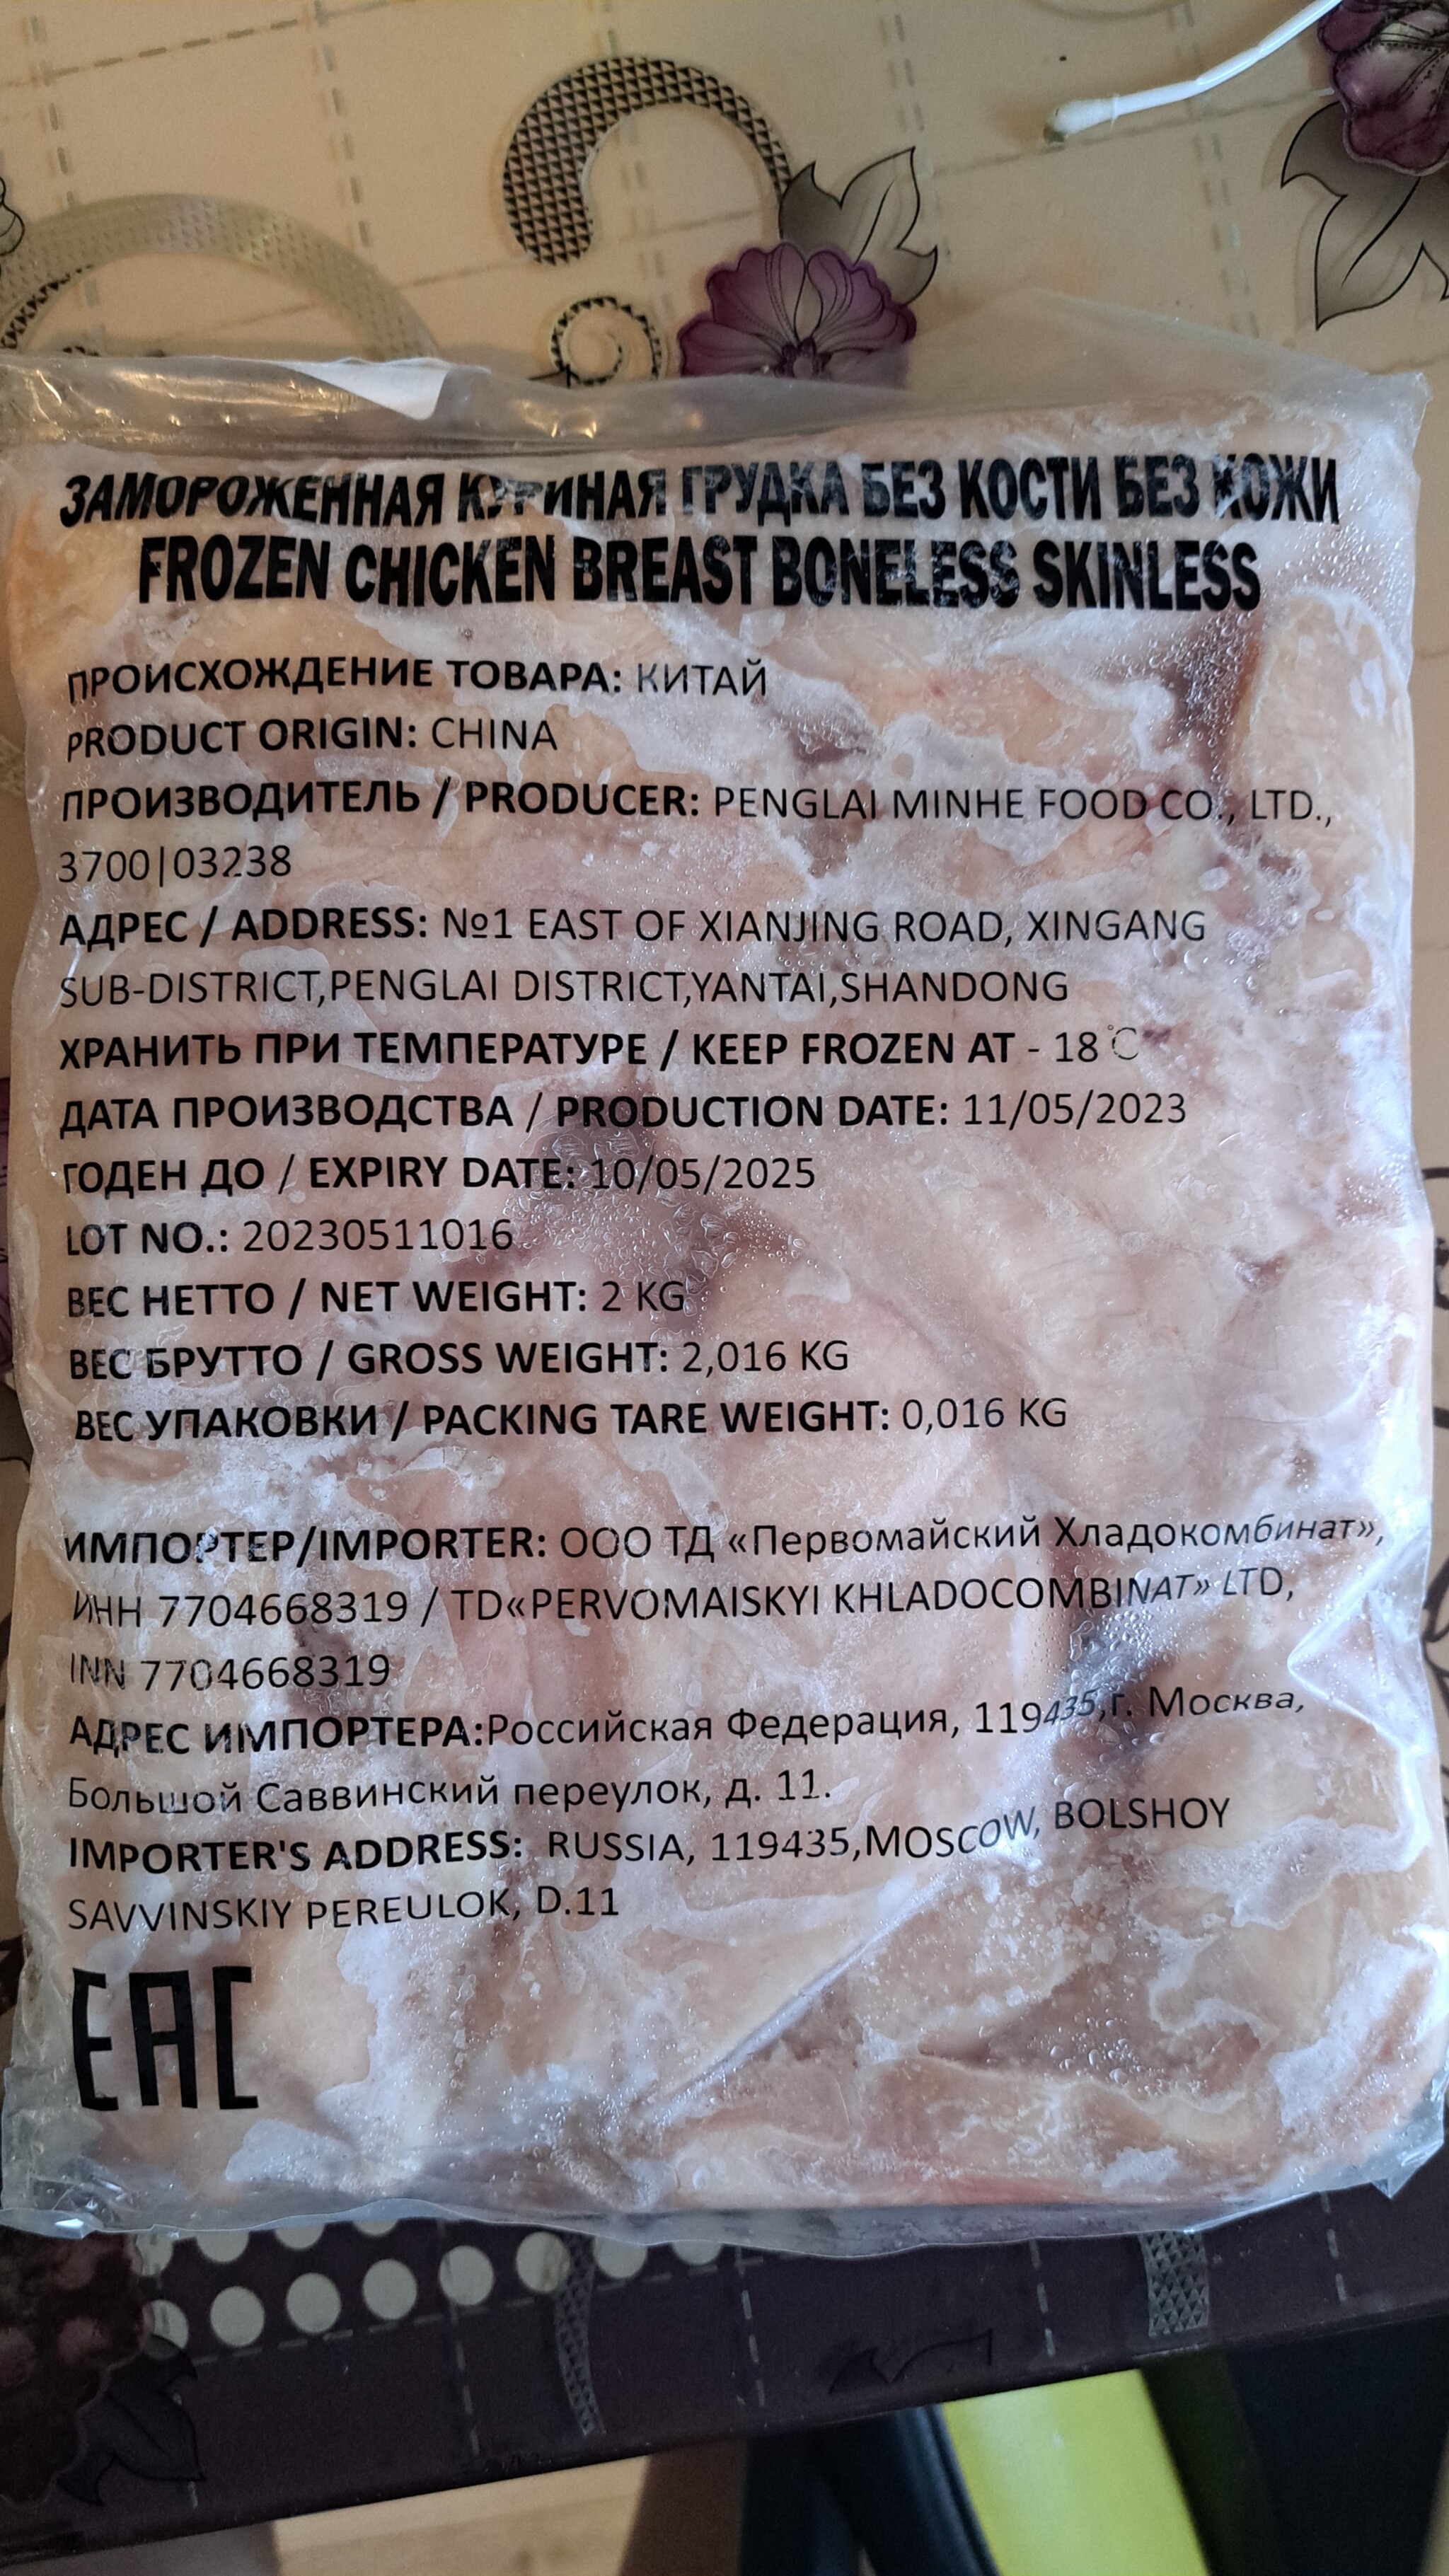 ЗАМОРОЖЕННАЯ КУРИНАЯ ГРУДКА БЕЗ КОСТИ БЕЗ КОЖИ
FROZEN CHICKEN BREAST BONELESS SKINLESS
ПРОИСХОЖДЕНИЕ ТОВАРА: КИТАЙ
PRODUCT ORIGIN: CHINA
ПРОИЗВОДИТЕЛЬ / PRODUCER: PENGLAI MINHE FOOD CO., LTD.,
3700|03238
АДРЕС / ADDRESS: №1 EAST OF XIANJING ROAD, XINGANG
SUB-DISTRICT,PENGLAI DISTRICT,YANTAI,SHANDONG
ХРАНИТЬ ПРИ ТЕМПЕРАТУРЕ / KEEP FROZEN AT - 18 ℃
ДАТА ПРОИЗВОДСТВА / PRODUCTION DATE: 11/05/2023
ГОДЕН ДО / EXPIRY DATE: 10/05/2025
LOT NO.: 20230511016
ВЕС НЕТТО / NET WEIGHT: 2 KG
ВЕС БРУТТО / GROSS WEIGHT: 2,016 KG
ВЕС УПАКОВКИ / PACKING TARE WEIGHT: 0,016 KG
ИМПОРТЕР/IMPORTER: ООО ТД «Первомайский Хладокомбинат»,
ИНН 7704668319 / TD«PERVOMAISKYI KHLADOCOMBINAT» LTD,
INN 7704668319
АДРЕС ИМПОРТЕРА:Российская Федерация, 119435,г. Москва,
Большой Саввинский переулок, д. 11.
IMPORTER'S ADDRESS: RUSSIA, 119435,MOSCOW, BOLSHOY
SAVVINSKIY PEREULOK, D.11
EAC